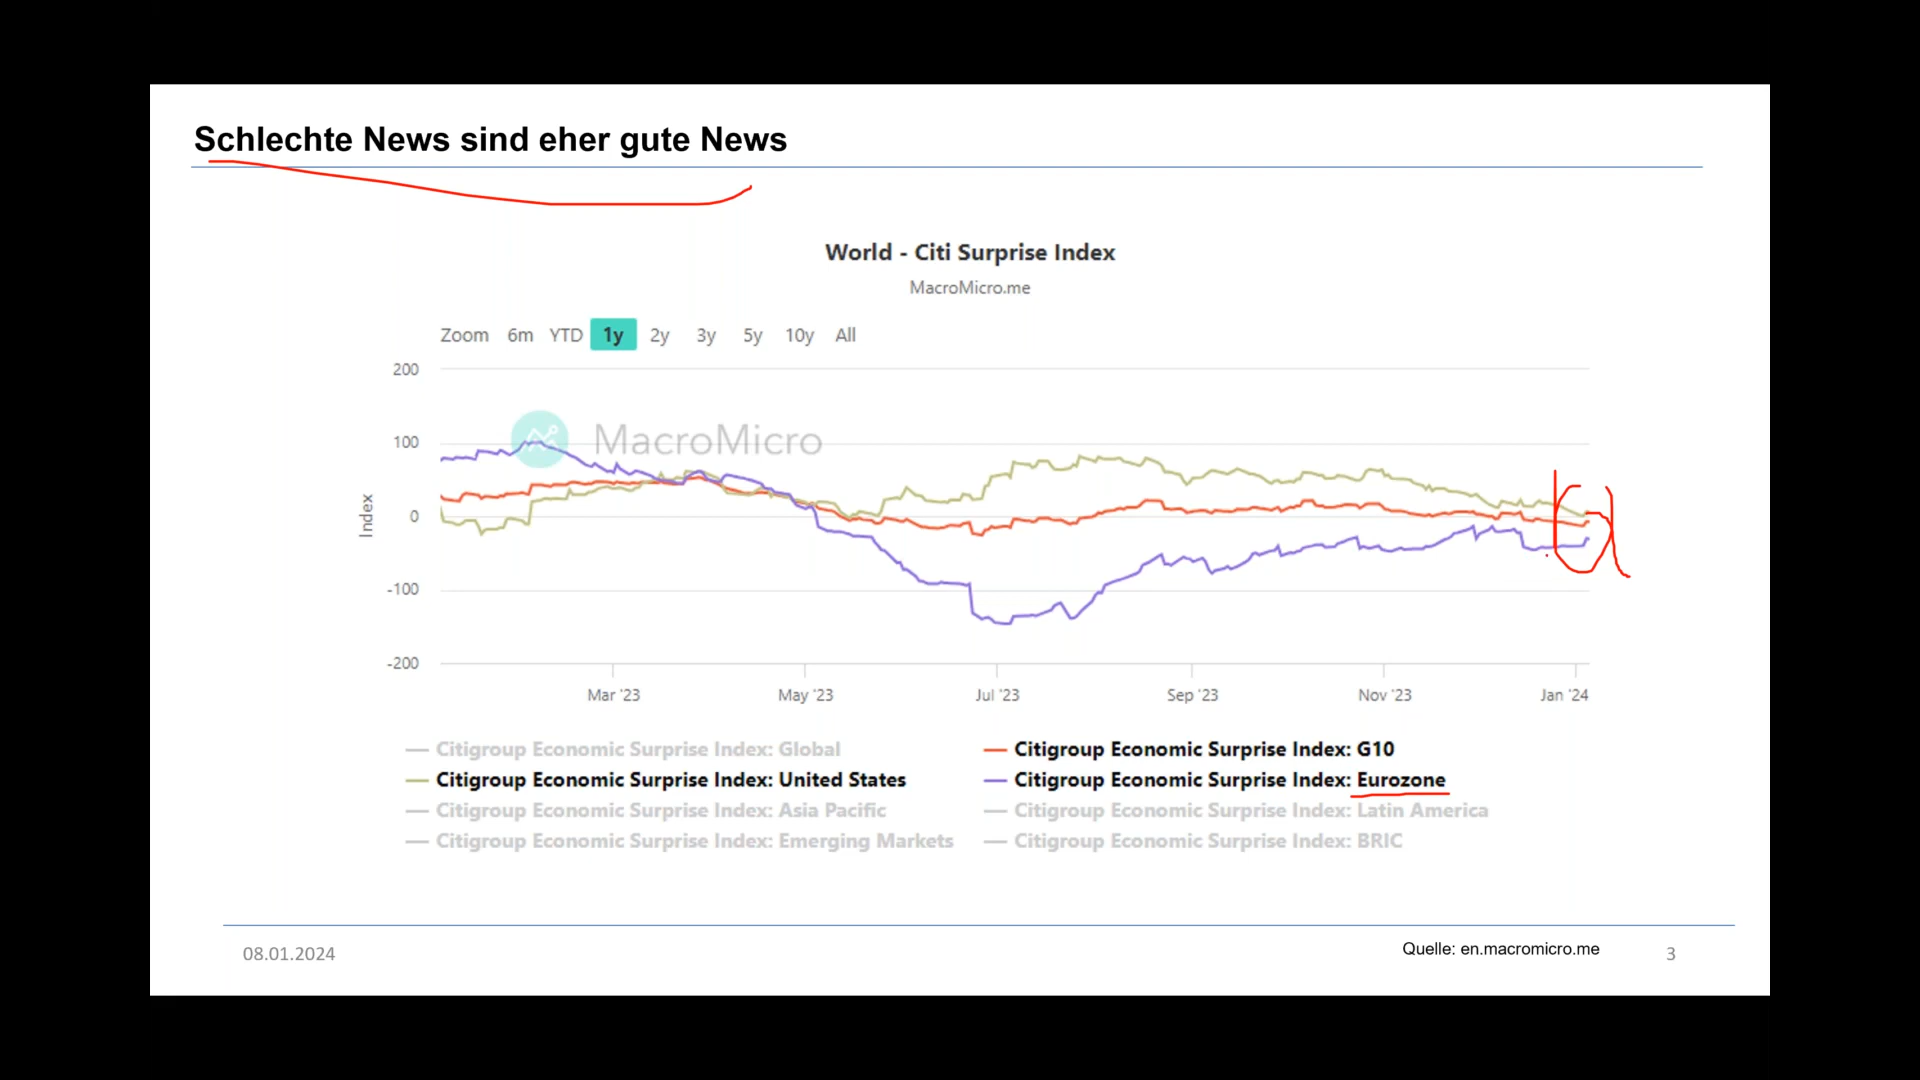 Schlechte News sind eher gute News
World - Citi Surprise Index
MacroMicro.me
Zoom 6m YTD 1y 2y 3y 5y 10y All
200
100
0
-100
-200
Index
MacroMicro
Mar '23 May '23 Jul '23 Sep '23 Nov '23 Jan '24
Citigroup Economic Surprise Index: Global
Citigroup Economic Surprise Index: G10
Citigroup Economic Surprise Index: United States
Citigroup Economic Surprise Index: Eurozone
Citigroup Economic Surprise Index: Asia Pacific
Citigroup Economic Surprise Index: Latin America
Citigroup Economic Surprise Index: Emerging Markets
Citigroup Economic Surprise Index: BRIC
08.01.2024
Quelle: en.macromicro.me
3